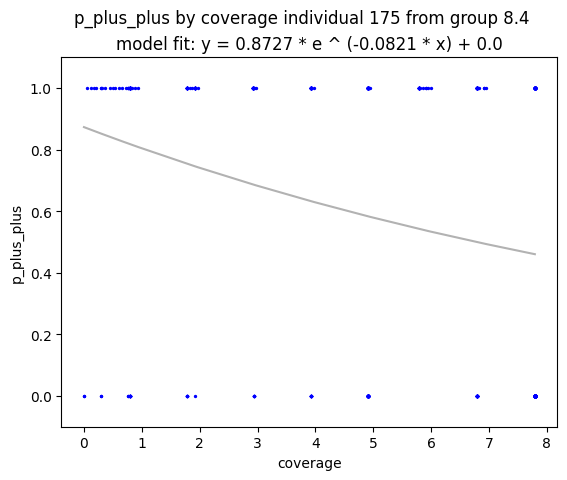 p_plus_plus by coverage individual 175 from group 8.4
model fit: y = 0.8727 * e ^ (-0.0821 * x) + 0.0
1.0
0.8
0.6
0.4
0.2
0.0
p_plus_plus
0 1 2 3 4 5 6 7 8
coverage